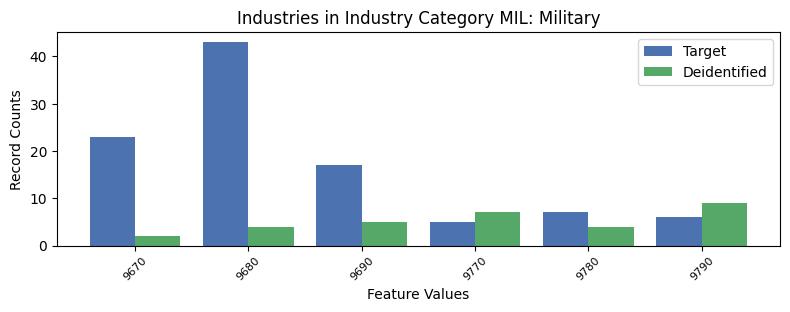 Industries in Industry Category MIL: Military
Target
Deidentified
Record Counts
40
30
20
10
0
9670
9680
9690
9770
9780
9790
Feature Values